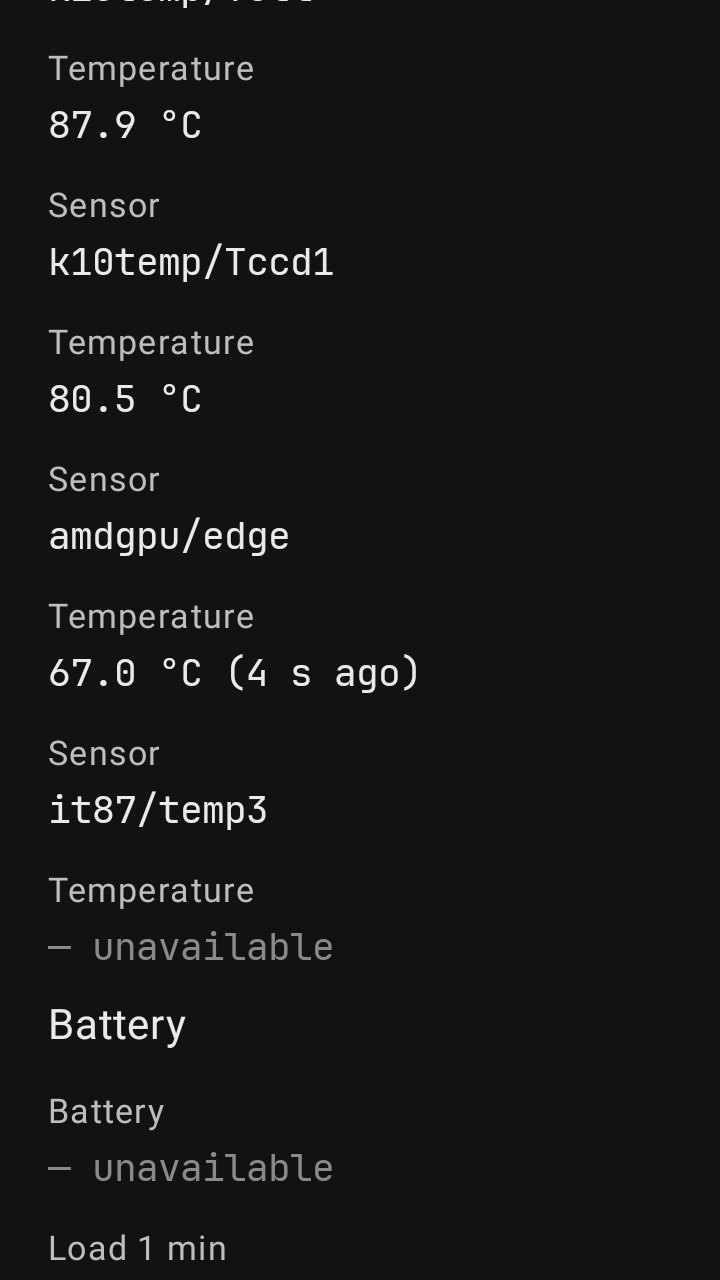 Temperature
87.9 °C
Sensor
k10temp/Tccd1
Temperature
80.5 °C
Sensor
amdgpu/edge
Temperature
67.0 °C (4 s ago)
Sensor
it87/temp3
Temperature
— unavailable
Battery
Battery
— unavailable
Load 1 min